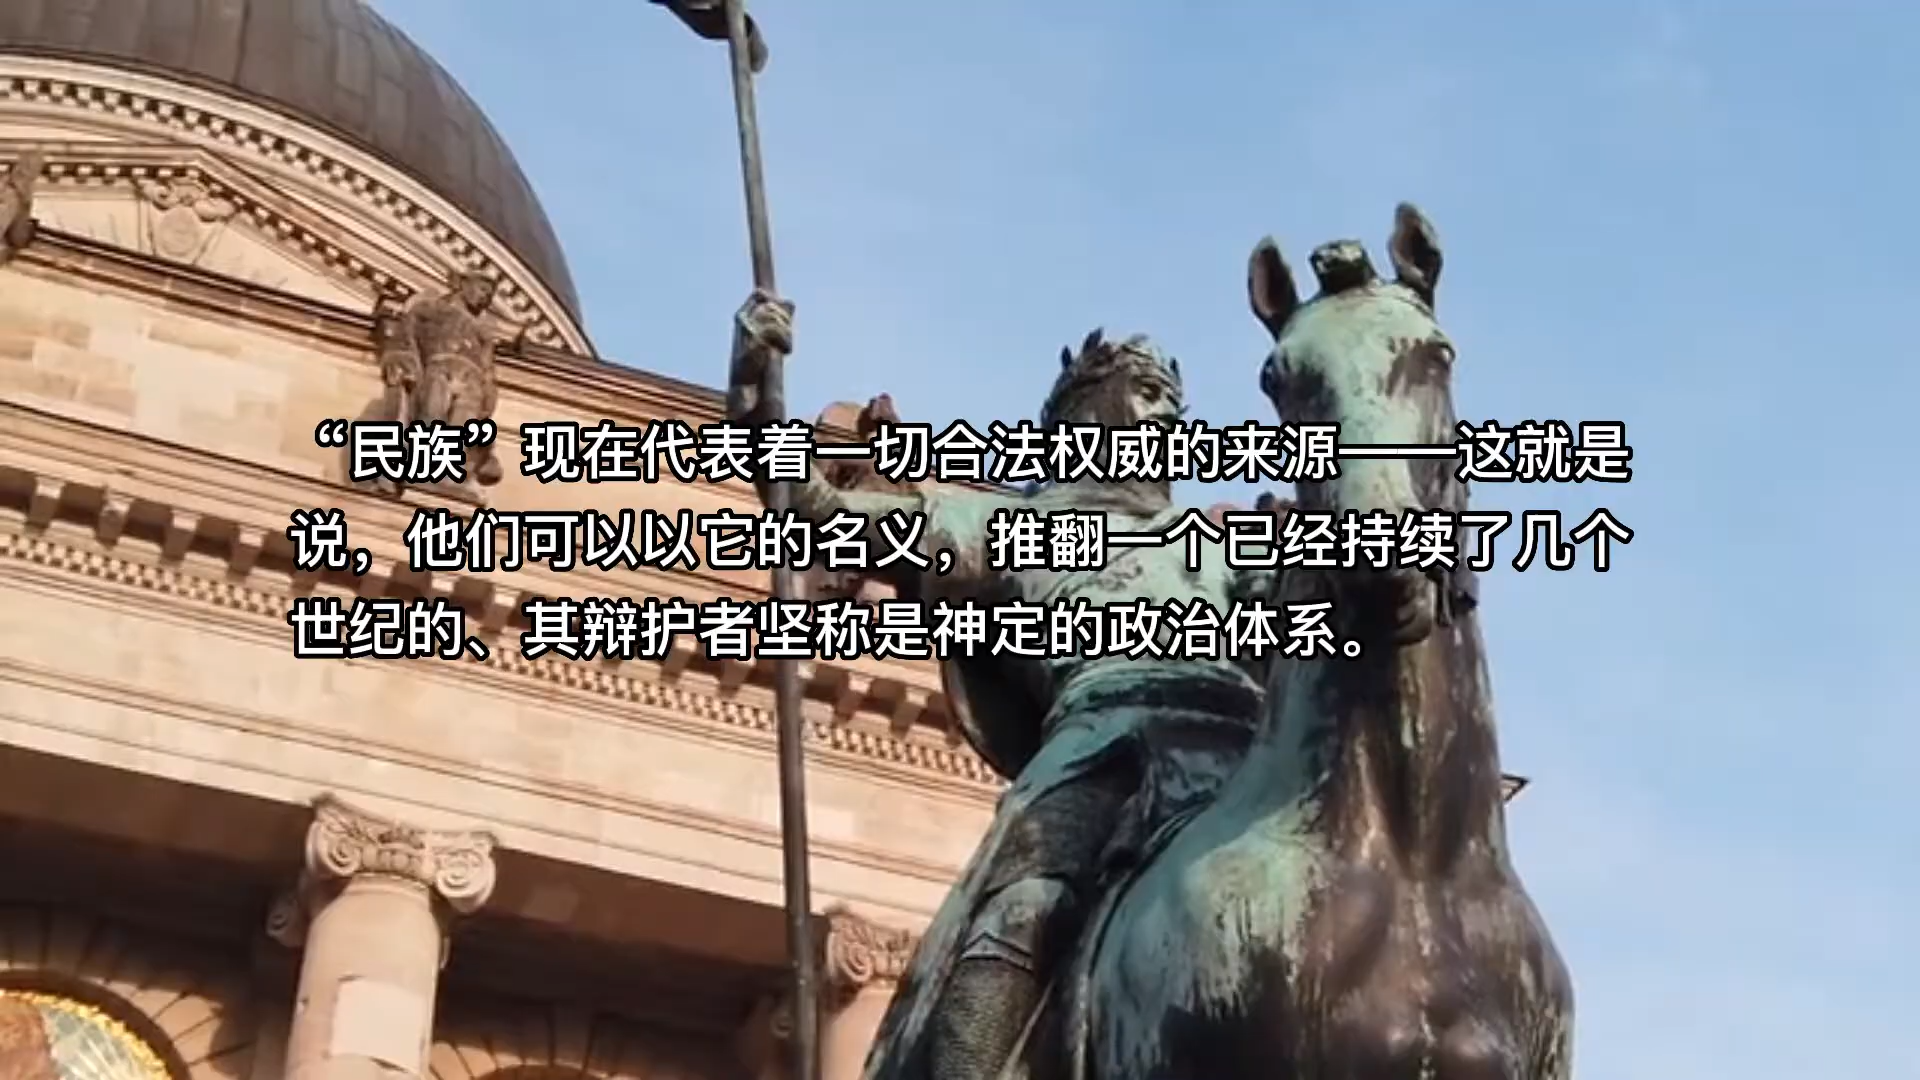 “民族”现在代表着一切合法权威的来源——这就是
说，他们可以以它的名义，推翻一个已经持续了几个
世纪的、其辩护者坚称是神定的政治体系。